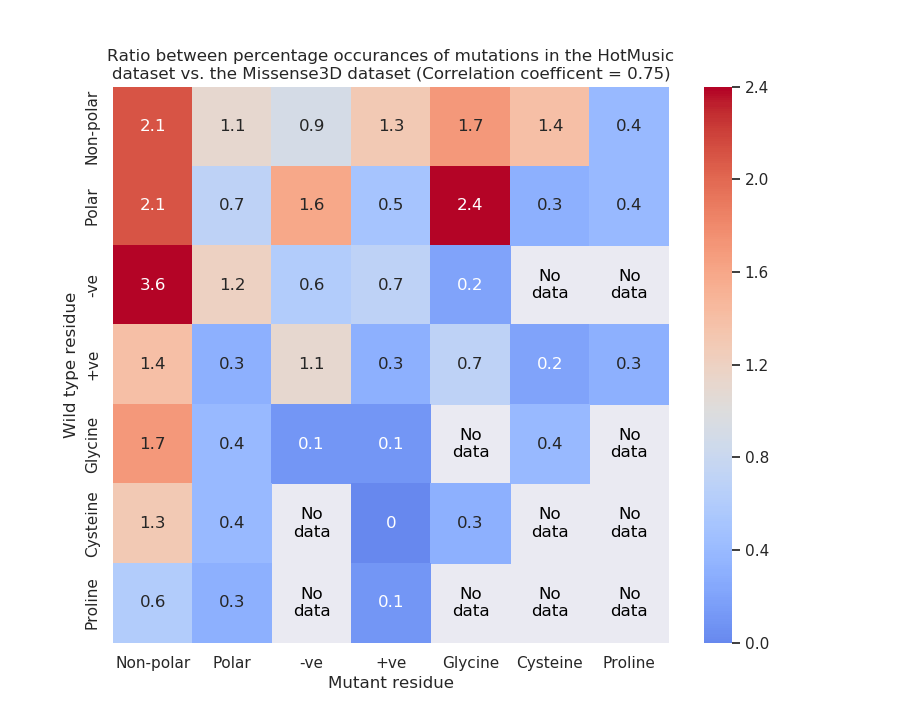 Ratio between percentage occurances of mutations in the HotMusic
dataset vs. the Missense3D dataset (Correlation coefficent = 0.75)
Wild type residue
Non-polar
2.1
1.1
0.9
1.3
1.7
1.4
0.4
Polar
2.1
0.7
1.6
0.5
2.4
0.3
0.4
-ve
3.6
1.2
0.6
0.7
0.2
No
data
No
data
+ve
1.4
0.3
1.1
0.3
0.7
0.2
0.3
Glycine
1.7
0.4
0.1
0.1
No
data
0.4
No
data
Cysteine
1.3
0.4
No
data
0
0.3
No
data
No
data
Proline
0.6
0.3
No
data
0.1
No
data
No
data
No
data
Non-polar
Polar
-ve
+ve
Glycine
Cysteine
Proline
Mutant residue
2.4
2.0
1.6
1.2
0.8
0.4
0.0